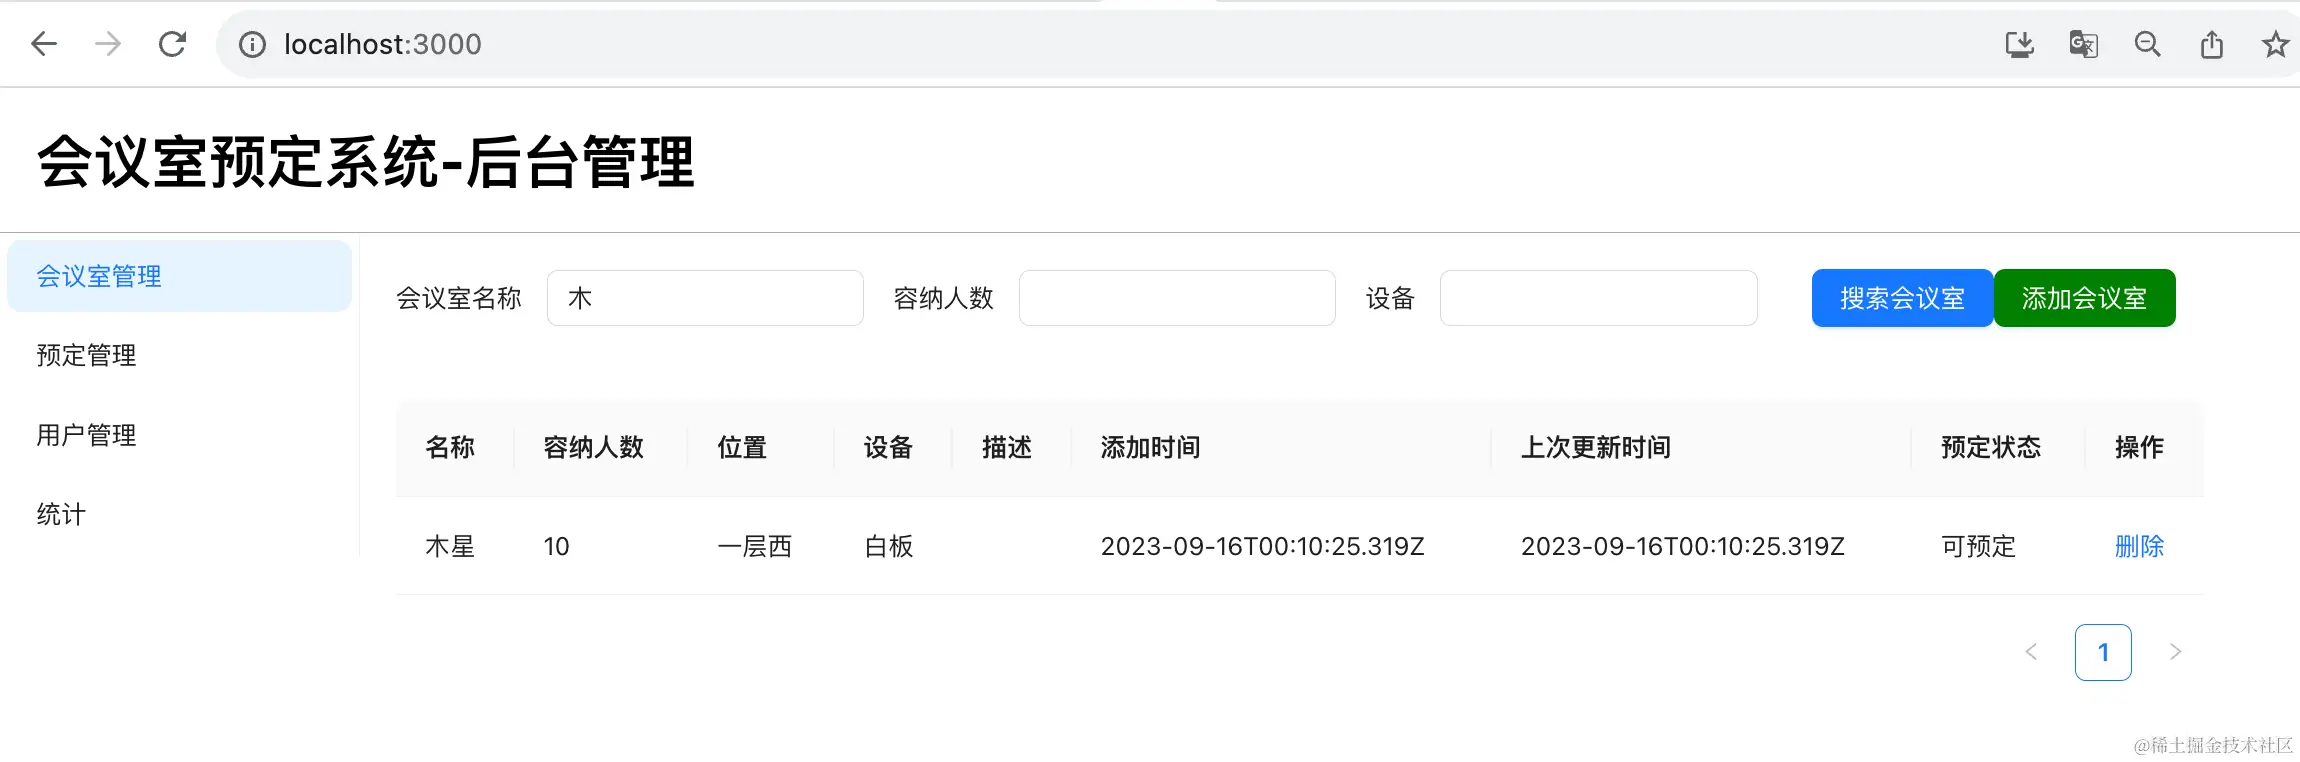 localhost:3000
会议室预定系统-后台管理
会议室管理
预定管理
用户管理
统计
会议室名称 木 容纳人数 设备 搜索会议室 添加会议室
名称 容纳人数 位置 设备 描述 添加时间 上次更新时间 预定状态 操作
木星 10 一层西 白板 2023-09-16T00:10:25.319Z 2023-09-16T00:10:25.319Z 可预定 删除
1
@稀土掘金技术社区